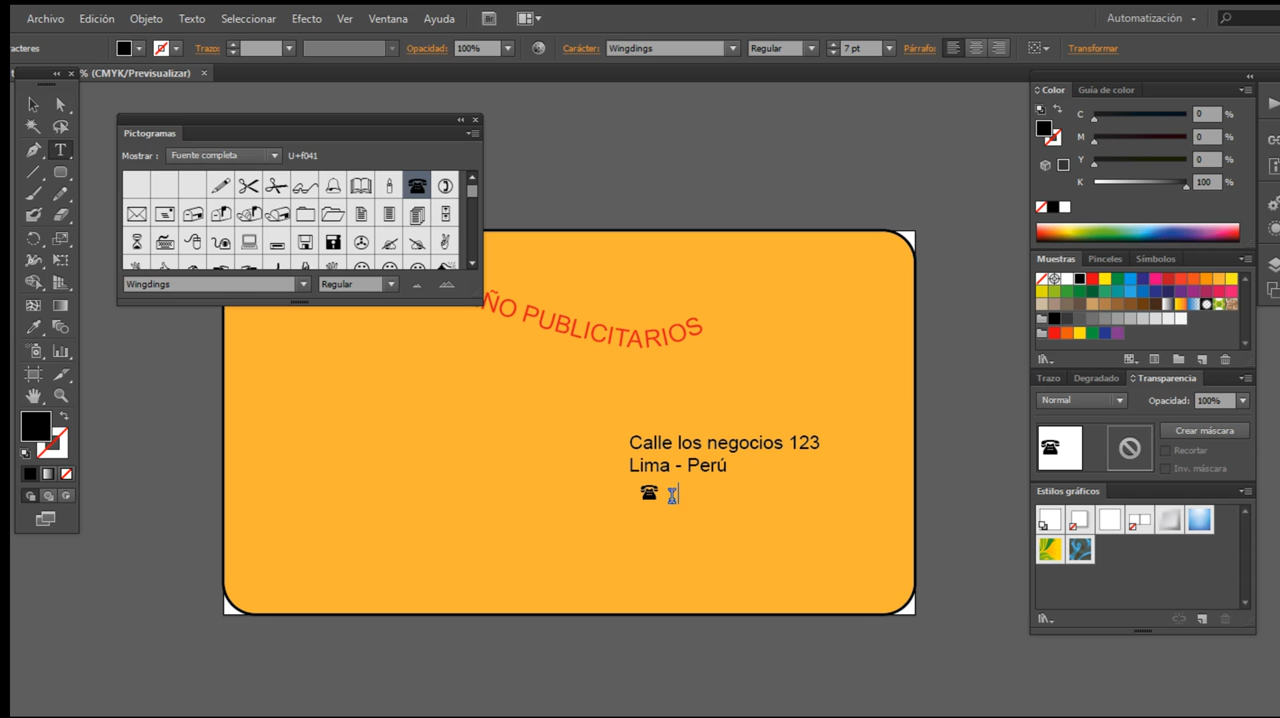 Archivo Edición Objeto Texto Seleccionar Efecto Ver Ventana Ayuda Br Automatización
acteres Trazo: Opacidad: 100% Carácter: Wingdings Regular 7 pt Párrafo: Transformar
% (CMYK/Previsualizar) ×
Pictogramas
Mostrar : Fuente completa U+f041
Wingdings Regular
ÑO PUBLICITARIOS
Calle los negocios 123
Lima - Perú
Color Guía de color
C 0 %
M 0 %
Y 0 %
K 100 %
Muestras Pinceles Símbolos
Trazo Degradado Transparencia
Normal Opacidad: 100%
Crear máscara
Recortar
Inv. máscara
Estilos gráficos